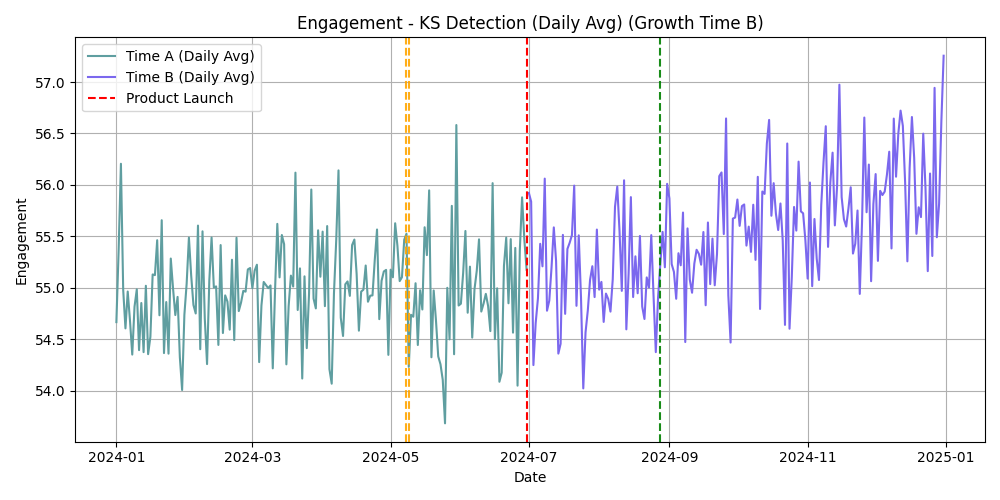 Engagement - KS Detection (Daily Avg) (Growth Time B)
Time A (Daily Avg)
Time B (Daily Avg)
Product Launch
57.0
56.5
56.0
55.5
55.0
54.5
54.0
Engagement
2024-01
2024-03
2024-05
2024-07
2024-09
2024-11
2025-01
Date